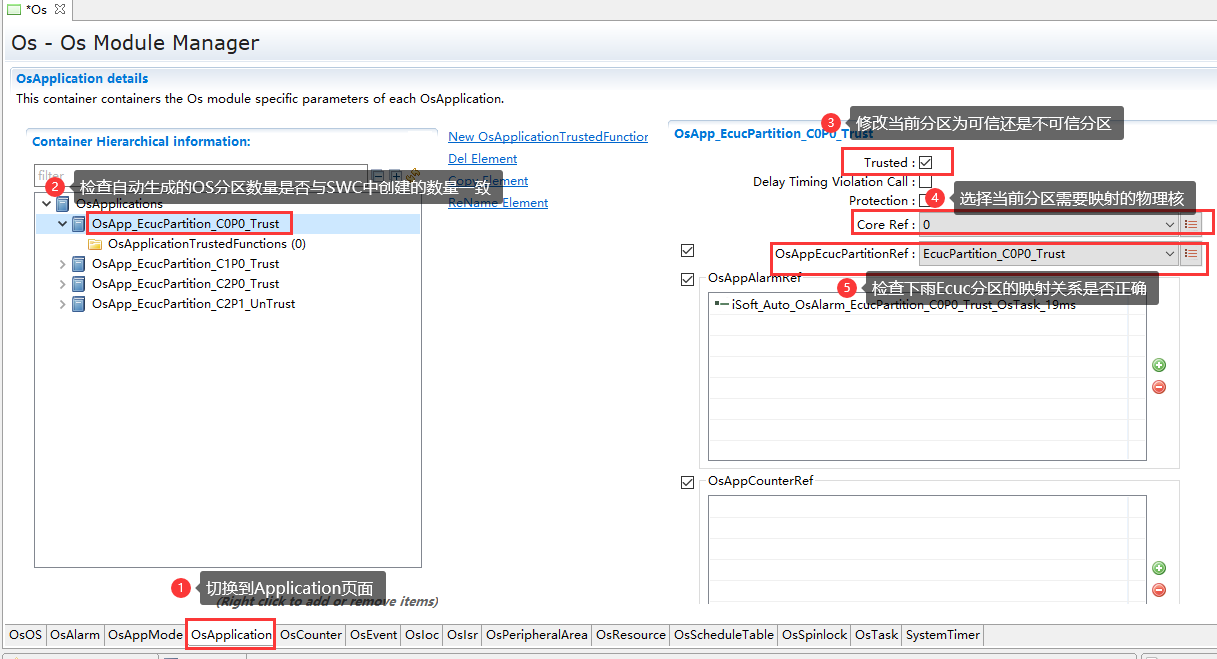 *Os
Os - Os Module Manager
OsApplication details
This container containers the Os module specific parameters of each OsApplication.
Container Hierarchical information:
filter
2 检查自动生成的OS分区数量是否与SWC中创建的数量一致
OsApplications
OsApp_EcucPartition_C0P0_Trust
OsApplicationTrustedFunctions (0)
OsApp_EcucPartition_C1P0_Trust
OsApp_EcucPartition_C2P0_Trust
OsApp_EcucPartition_C2P1_UnTrust
1 切换到Application页面
(Right click to add or remove items)
New OsApplicationTrustedFunction
Del Element
Copy Element
ReName Element
OsApp_EcucPartition_C0P0_Trust
3 修改当前分区为可信还是不可信分区
Trusted :
Delay Timing Violation Call :
Protection :
4 选择当前分区需要映射的物理核
Core Ref : 0
OsAppEcucPartitionRef : EcucPartition_C0P0_Trust
OsAppAlarmRef
5 检查下雨Ecuc分区的映射关系是否正确
iSoft_Auto_OsAlarm_EcucPartition_C0P0_Trust_OsTask_19ms
OsAppCounterRef
OsOS OsAlarm OsAppMode OsApplication OsCounter OsEvent OsIoc OsIsr OsPeripheralArea OsResource OsScheduleTable OsSpinlock OsTask SystemTimer